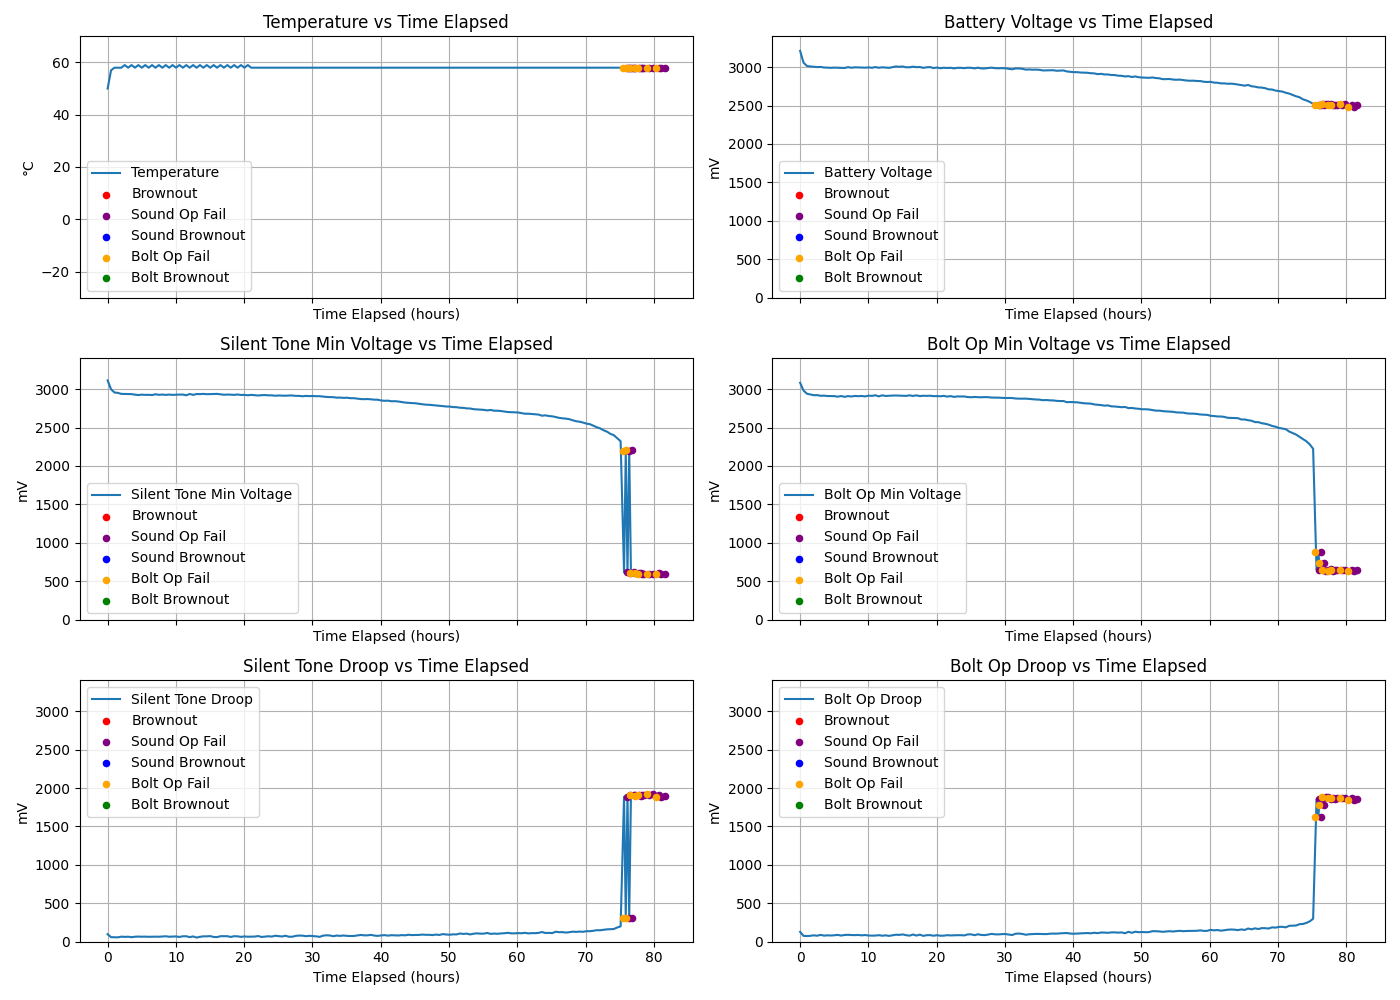 Temperature vs Time Elapsed
60
40
20
0
−20
°C
Temperature
Brownout
Sound Op Fail
Sound Brownout
Bolt Op Fail
Bolt Brownout
Time Elapsed (hours)
Battery Voltage vs Time Elapsed
3000
2500
2000
1500
1000
500
0
mV
Battery Voltage
Brownout
Sound Op Fail
Sound Brownout
Bolt Op Fail
Bolt Brownout
Time Elapsed (hours)
Silent Tone Min Voltage vs Time Elapsed
3000
2500
2000
1500
1000
500
0
mV
Silent Tone Min Voltage
Brownout
Sound Op Fail
Sound Brownout
Bolt Op Fail
Bolt Brownout
Time Elapsed (hours)
Bolt Op Min Voltage vs Time Elapsed
3000
2500
2000
1500
1000
500
0
mV
Bolt Op Min Voltage
Brownout
Sound Op Fail
Sound Brownout
Bolt Op Fail
Bolt Brownout
Time Elapsed (hours)
Silent Tone Droop vs Time Elapsed
3000
2500
2000
1500
1000
500
0
mV
Silent Tone Droop
Brownout
Sound Op Fail
Sound Brownout
Bolt Op Fail
Bolt Brownout
0 10 20 30 40 50 60 70 80
Time Elapsed (hours)
Bolt Op Droop vs Time Elapsed
3000
2500
2000
1500
1000
500
0
mV
Bolt Op Droop
Brownout
Sound Op Fail
Sound Brownout
Bolt Op Fail
Bolt Brownout
0 10 20 30 40 50 60 70 80
Time Elapsed (hours)